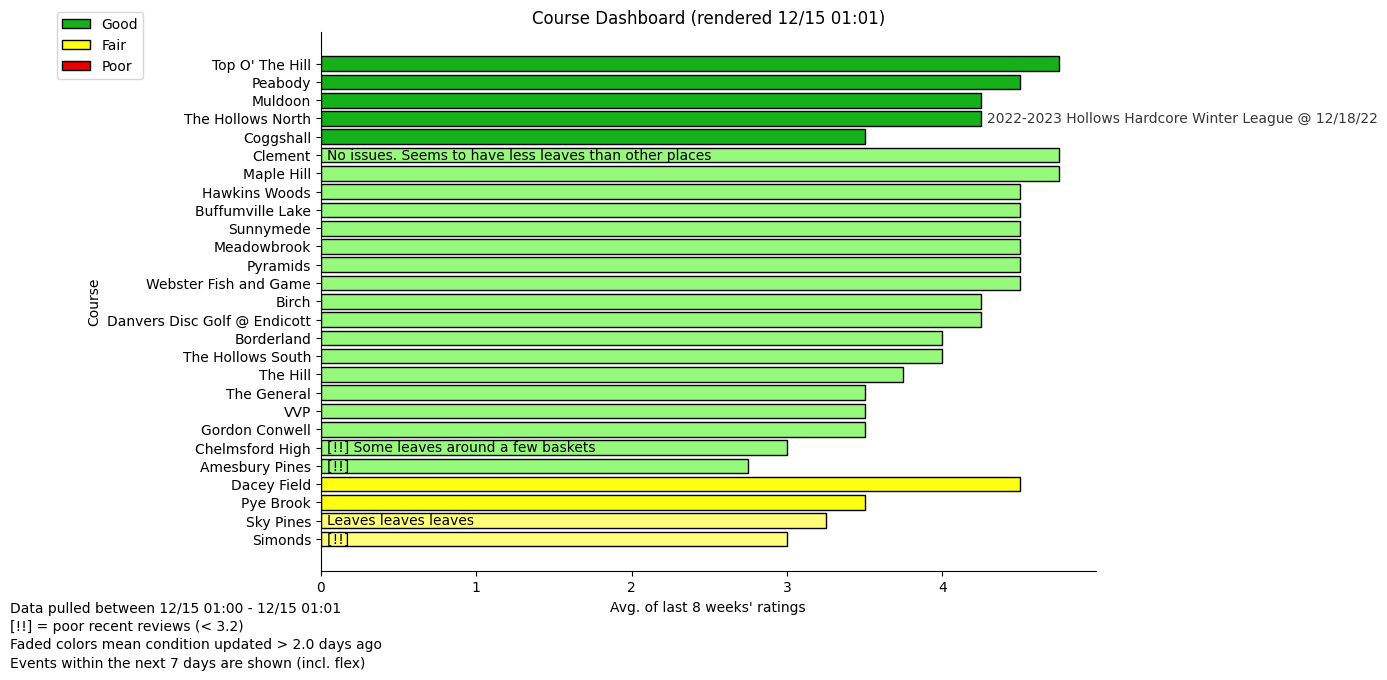 Course Dashboard (rendered 12/15 01:01)
Good
Fair
Poor
Top O' The Hill
Peabody
Muldoon
The Hollows North 2022-2023 Hollows Hardcore Winter League @ 12/18/22
Coggshall
Clement No issues. Seems to have less leaves than other places
Maple Hill
Hawkins Woods
Buffumville Lake
Sunnymede
Meadowbrook
Pyramids
Webster Fish and Game
Birch
Danvers Disc Golf @ Endicott
Borderland
The Hollows South
The Hill
The General
VVP
Gordon Conwell
Chelmsford High [!!] Some leaves around a few baskets
Amesbury Pines [!!]
Dacey Field
Pye Brook
Sky Pines Leaves leaves leaves
Simonds [!!]
Course
0 1 2 3 4
Avg. of last 8 weeks' ratings
Data pulled between 12/15 01:00 - 12/15 01:01
[!!] = poor recent reviews (< 3.2)
Faded colors mean condition updated > 2.0 days ago
Events within the next 7 days are shown (incl. flex)